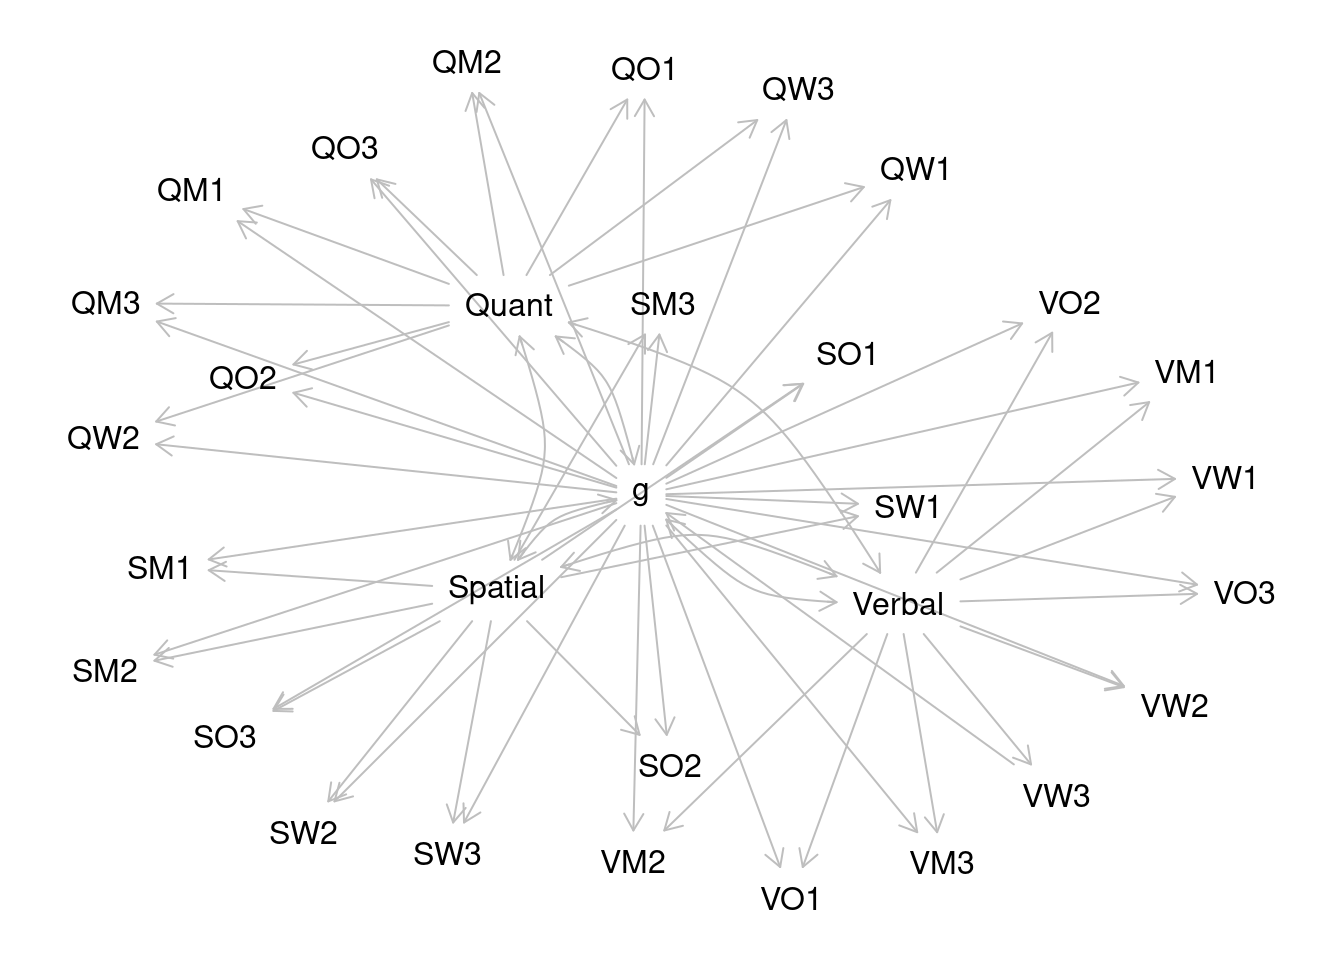 QM2
QO1
QW3
QO3
QW1
QM1
QM3
Quant
SM3
VO2
SO1
QO2
VM1
QW2
g
VW1
SW1
SM1
Spatial
VO3
Verbal
SM2
VW2
SO3
SO2
VW3
SW2
SW3
VM2
VM3
VO1